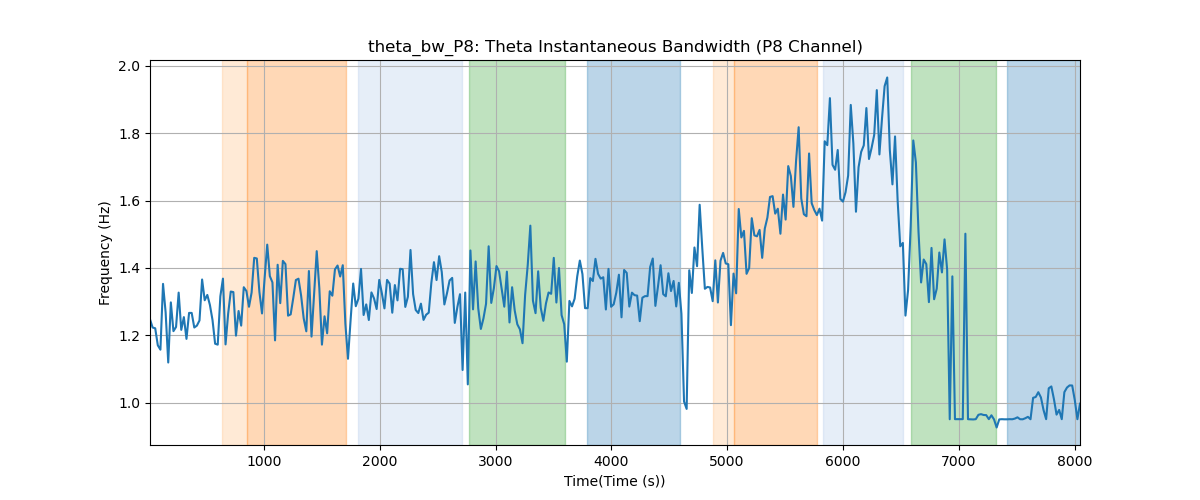 theta_bw_P8: Theta Instantaneous Bandwidth (P8 Channel)
Frequency (Hz)
2.0
1.8
1.6
1.4
1.2
1.0
1000 2000 3000 4000 5000 6000 7000 8000
Time(Time (s))